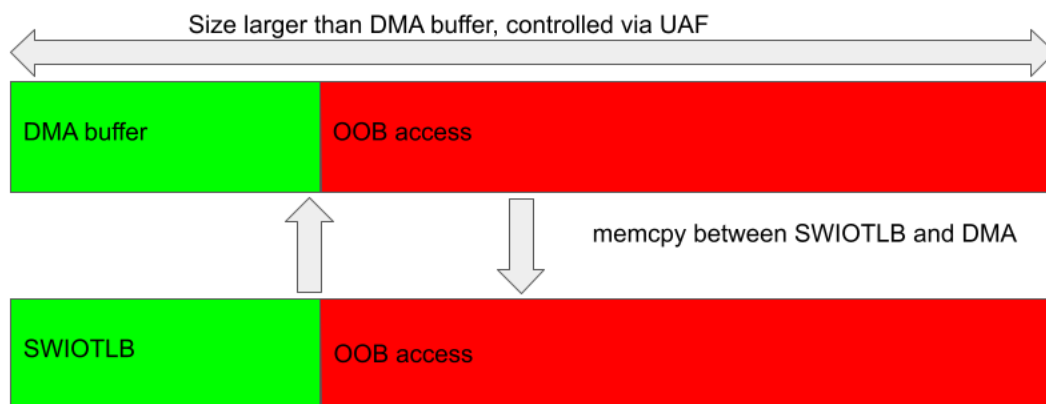 Size larger than DMA buffer, controlled via UAF
DMA buffer
OOB access
memcpy between SWIOTLB and DMA
SWIOTLB
OOB access